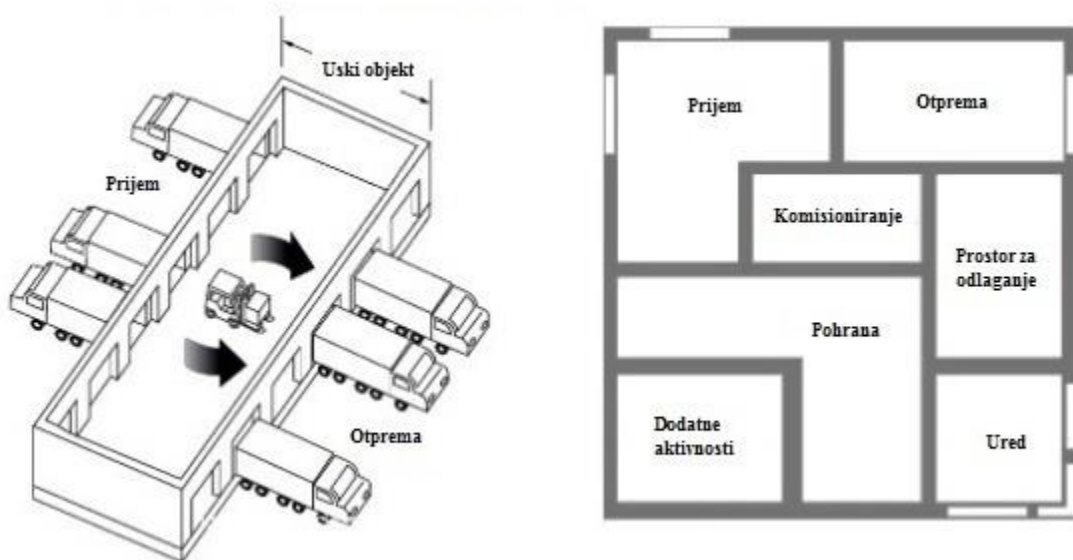 Uski objekt
Prijem
Otprema
Prijem
Otprema
Komisioniranje
Prostor za
odlaganje
Pohrana
Dodatne
aktivnosti
Ured